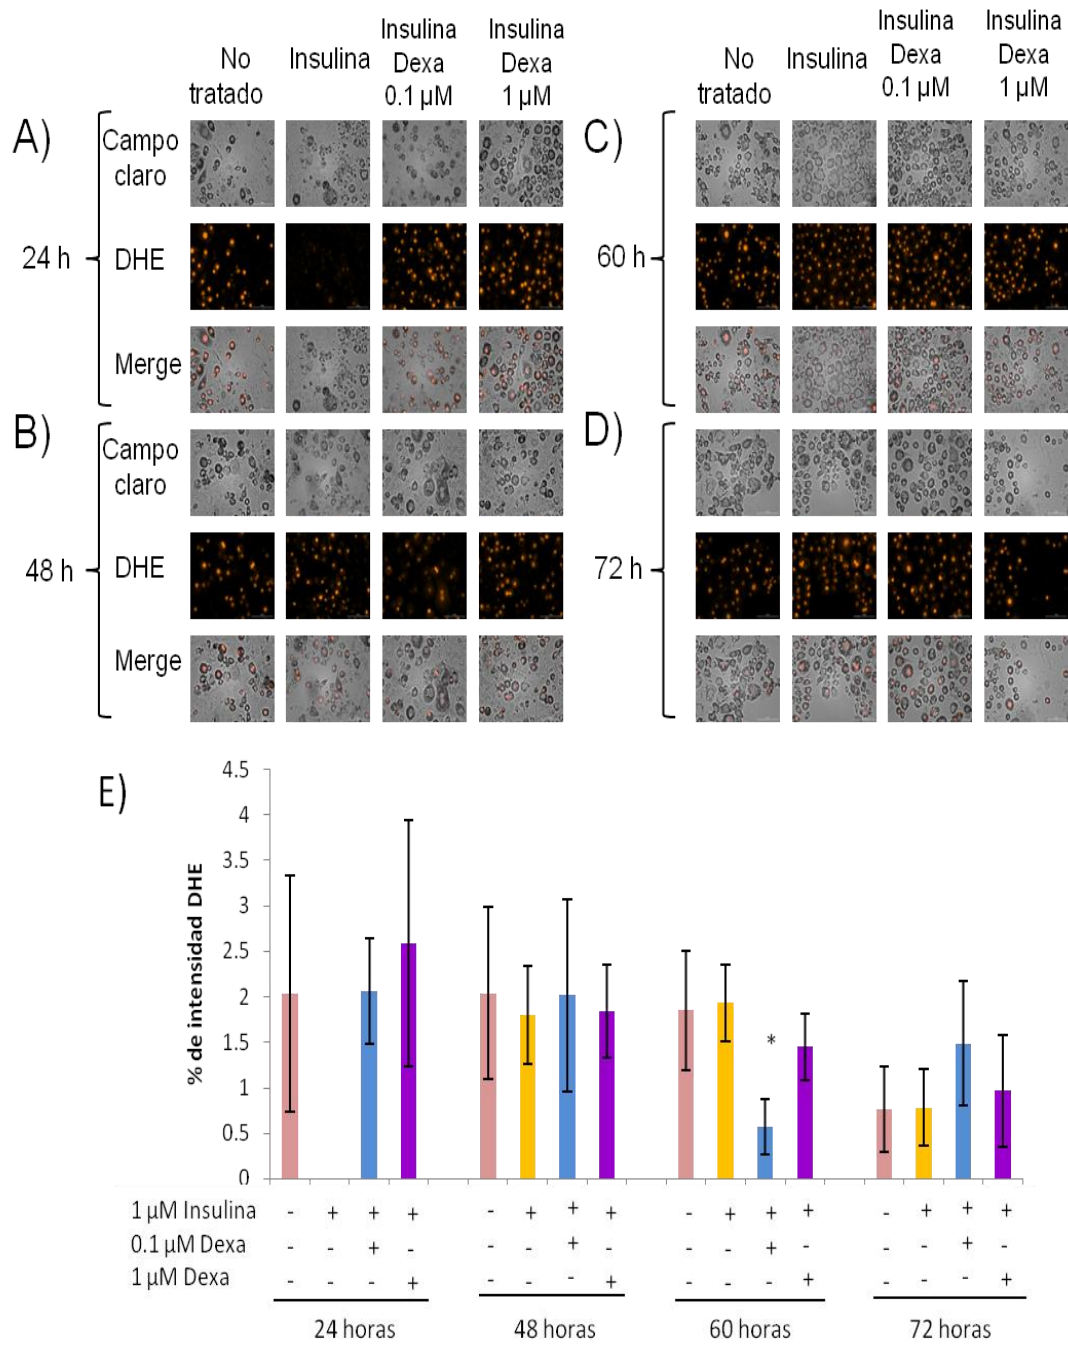 No tratado
Insulina
Insulina Dexa 0.1 µM
Insulina Dexa 1 µM
No tratado
Insulina
Insulina Dexa 0.1 µM
Insulina Dexa 1 µM
A)
24 h
Campo claro
DHE
Merge
C)
60 h
B)
48 h
Campo claro
DHE
Merge
D)
72 h
E)
% de intensidad DHE
4.5
4
3.5
3
2.5
2
1.5
1
0.5
0
*
1 µM Insulina - + + + - + + + - + + + - + + +
0.1 µM Dexa - - + - - - + - - - + - - - + -
1 µM Dexa - - - + - - - + - - - + - - - +
24 horas 48 horas 60 horas 72 horas